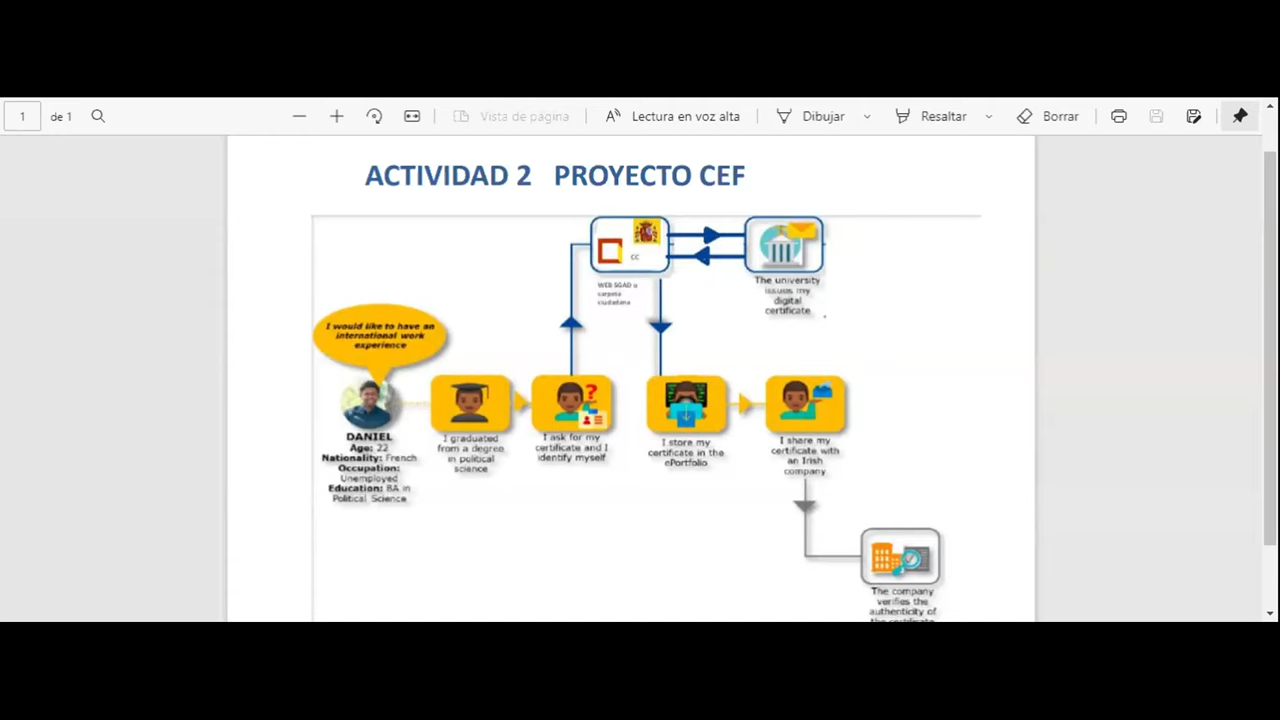 1 de 1 Vista de página Lectura en voz alta Dibujar Resaltar Borrar
ACTIVIDAD 2 PROYECTO CEF
CC
WEB SGAD o
carpeta
ciudadana
The university
issues my
digital
certificate
I would like to have an
international work
experience
DANIEL
Age: 22
Nationality: French
Occupation:
Unemployed
Education: BA in
Political Science
I graduated
from a degree
in political
science
I ask for my
certificate and I
identify myself
I store my
certificate in the
ePortfolio
I share my
certificate with
an Irish
company
The company
verifies the
authenticity of
the certificate